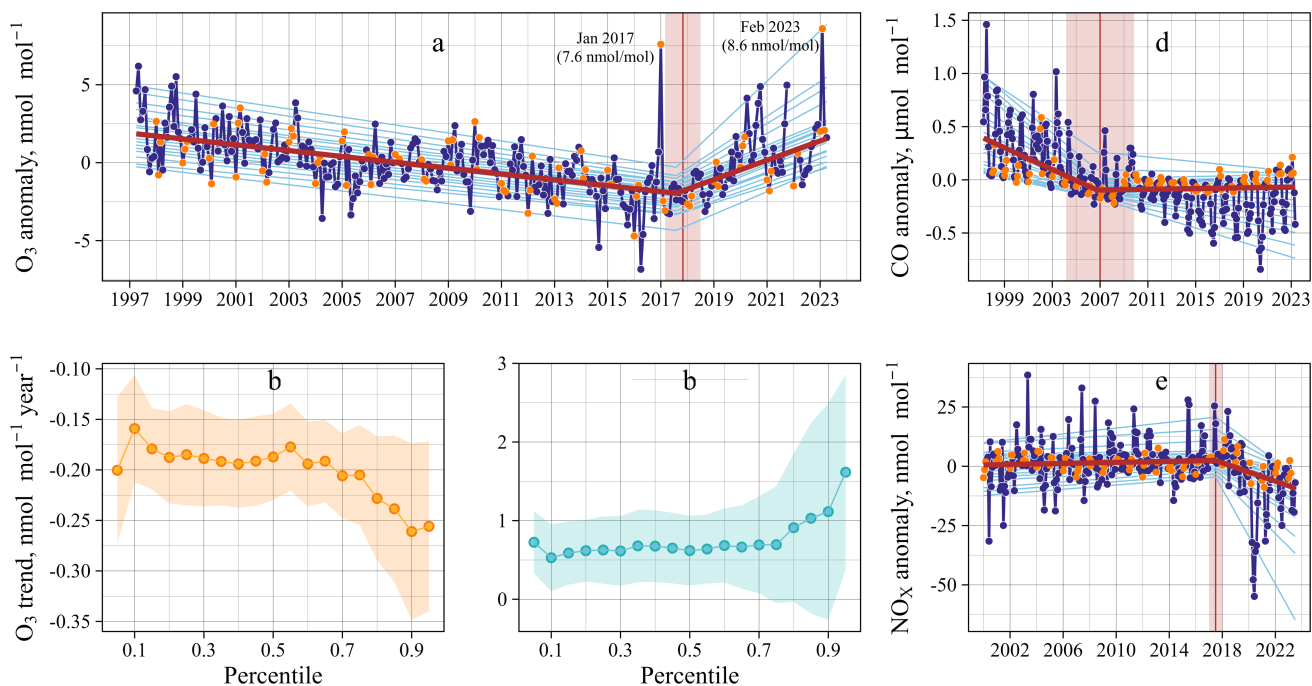 a
Jan 2017
(7.6 nmol/mol)
Feb 2023
(8.6 nmol/mol)
O₃ anomaly, nmol mol⁻¹
5
0
-5
1997 1999 2001 2003 2005 2007 2009 2011 2013 2015 2017 2019 2021 2023
d
CO anomaly, µmol mol⁻¹
1.5
1.0
0.5
0.0
-0.5
1999 2003 2007 2011 2015 2019 2023
b
O₃ trend, nmol mol⁻¹ year⁻¹
-0.10
-0.15
-0.20
-0.25
-0.30
-0.35
0.1 0.3 0.5 0.7 0.9
Percentile
b
3
2
1
0
0.1 0.3 0.5 0.7 0.9
Percentile
e
NOX anomaly, nmol mol⁻¹
25
0
-25
-50
2002 2006 2010 2014 2018 2022